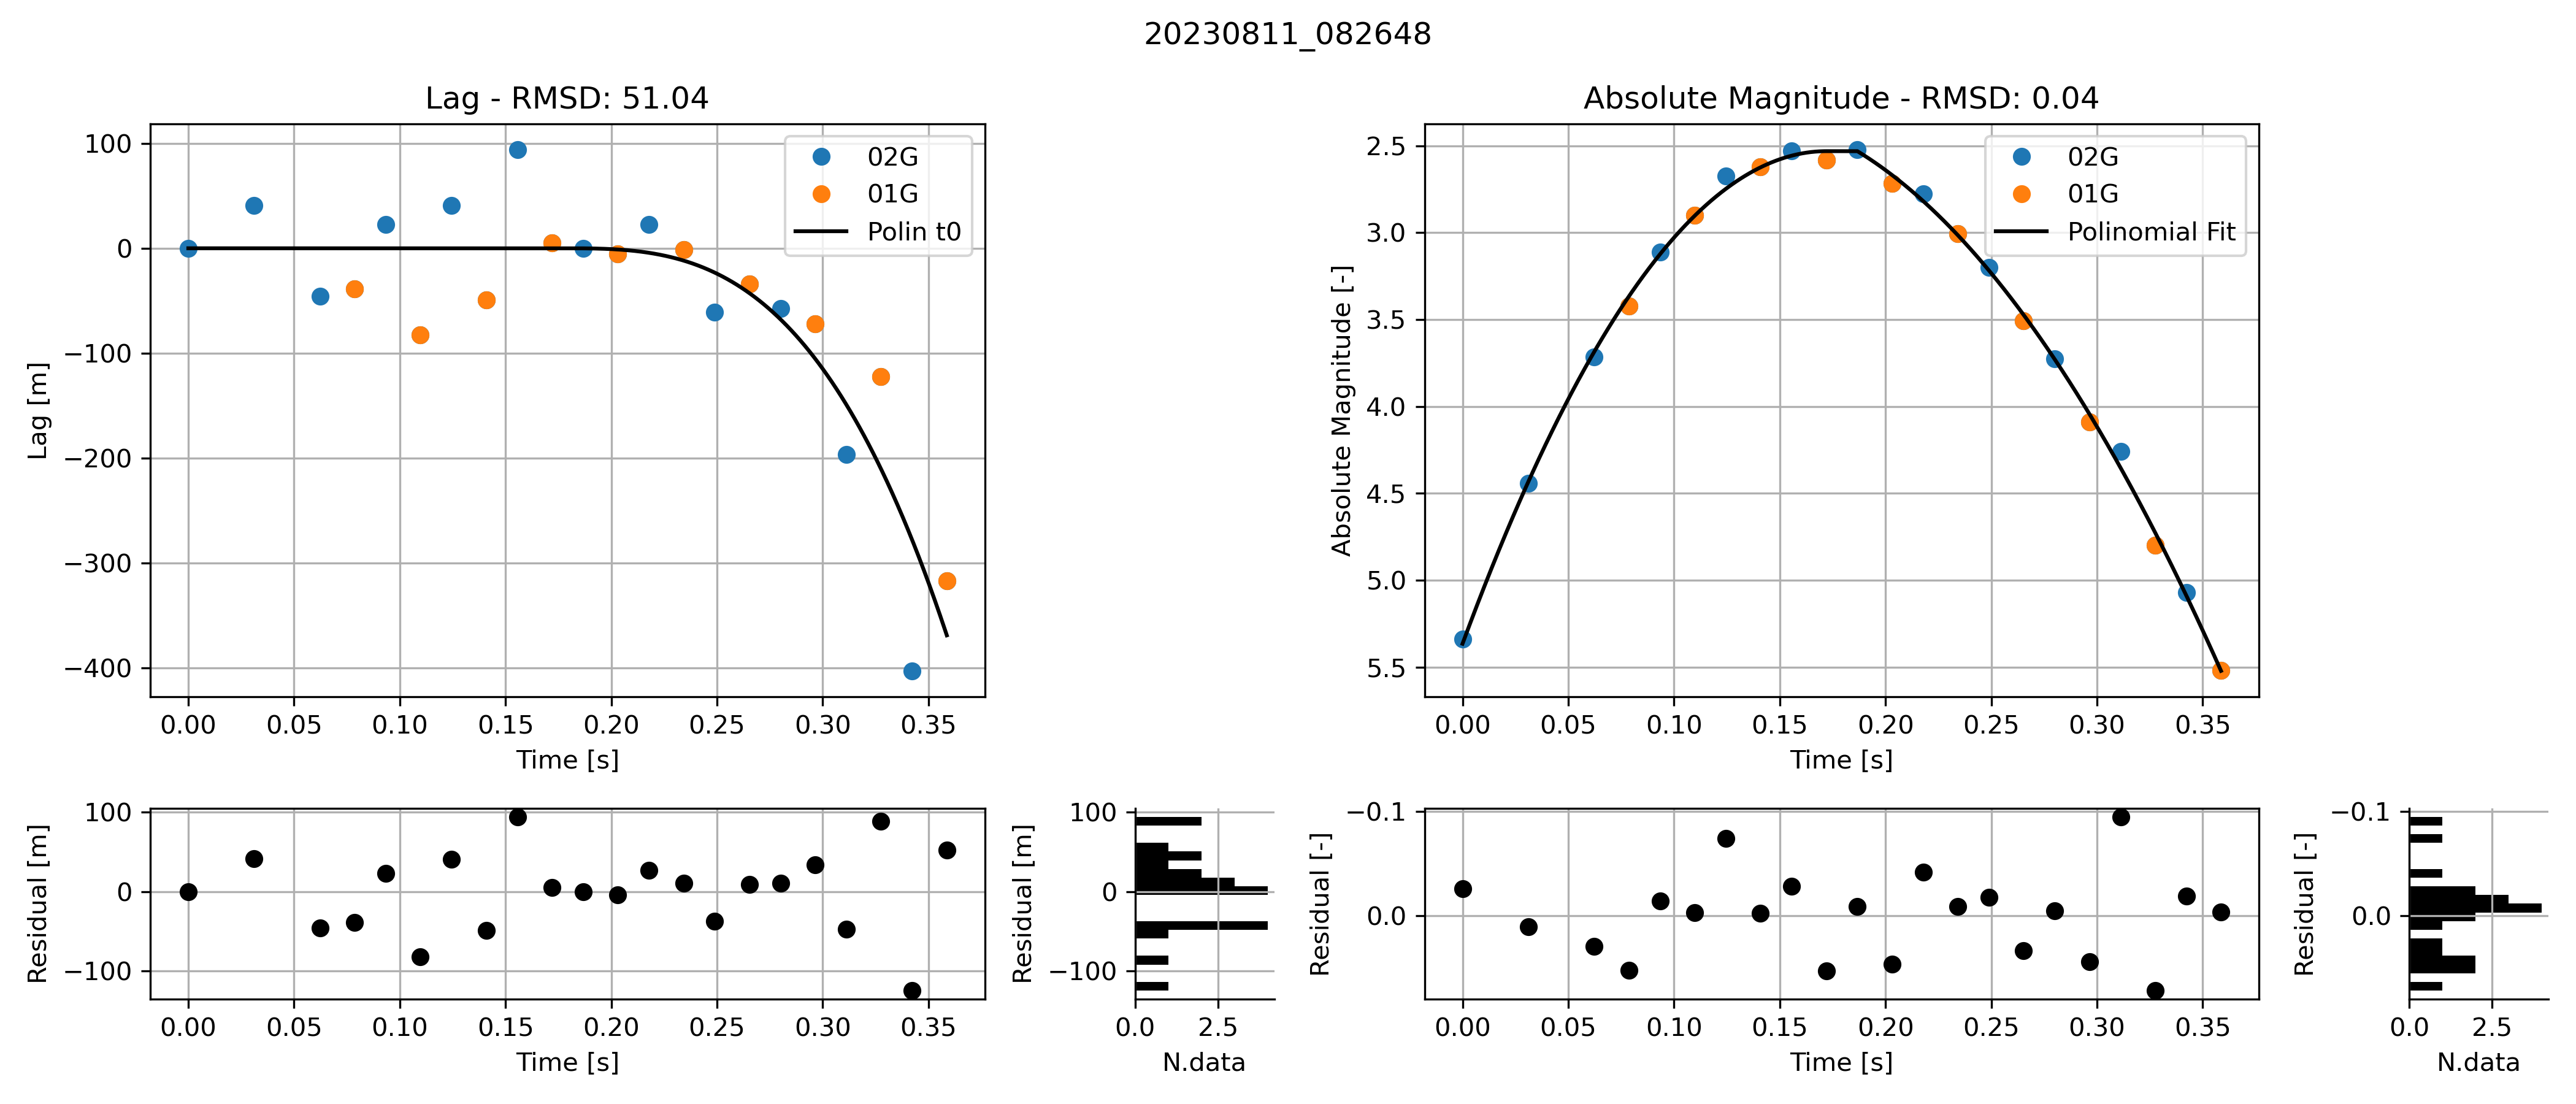 20230811_082648
Lag - RMSD: 51.04
100
0
−100
−200
−300
−400
Lag [m]
0.00 0.05 0.10 0.15 0.20 0.25 0.30 0.35
Time [s]
02G
01G
Polin t0
Absolute Magnitude - RMSD: 0.04
2.5
3.0
3.5
4.0
4.5
5.0
5.5
Absolute Magnitude [-]
0.00 0.05 0.10 0.15 0.20 0.25 0.30 0.35
Time [s]
02G
01G
Polinomial Fit
100
0
−100
Residual [m]
0.00 0.05 0.10 0.15 0.20 0.25 0.30 0.35
Time [s]
100
0
−100
Residual [m]
0.0 2.5
N.data
−0.1
0.0
Residual [-]
0.00 0.05 0.10 0.15 0.20 0.25 0.30 0.35
Time [s]
−0.1
0.0
Residual [-]
0.0 2.5
N.data